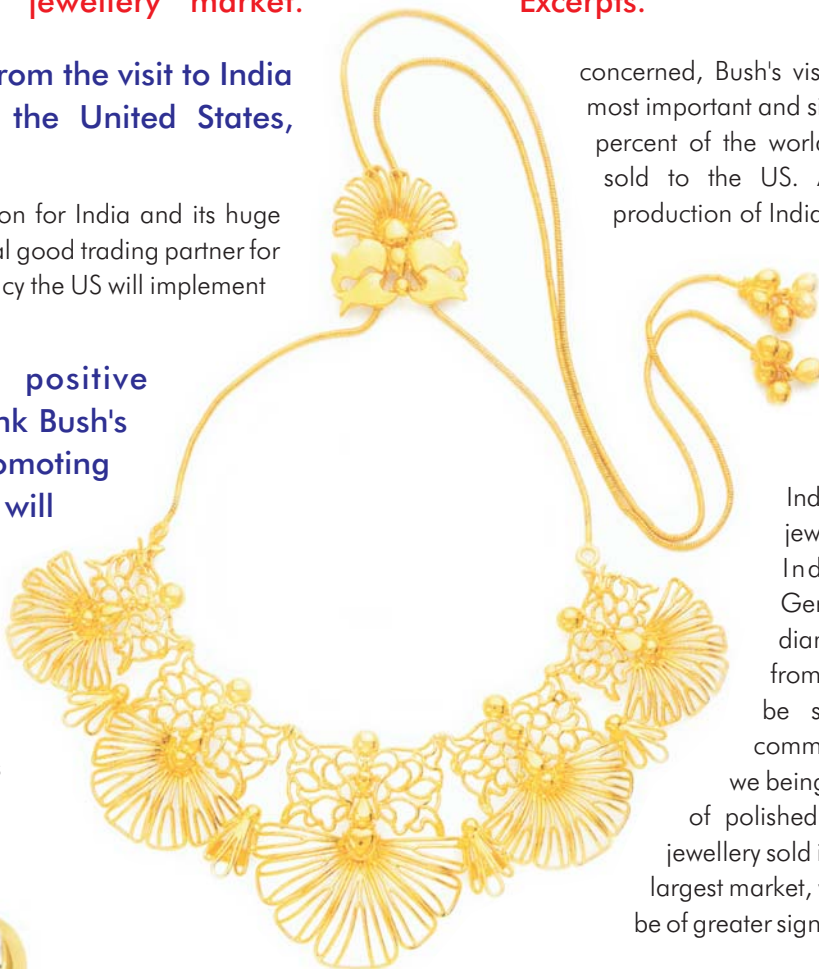 jewellery market.
from the visit to India
the United States,
on for India and its huge
al good trading partner for
cy the US will implement
positive
nk Bush's
omoting
will
Excerpts.
concerned, Bush's vis
most important and si
percent of the world
sold to the US. A
production of India
Ind
jew
Ind
Ger
diar
from
be s
comm
we being
of polished
jewellery sold i
largest market,
be of greater sign